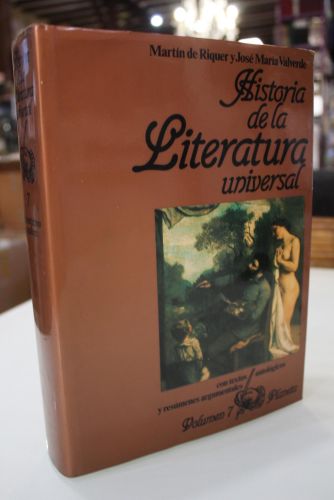 Martín de Riquer y José María Valverde
Historia
de la
Literatura
universal
con textos antológicos
y resúmenes argumentales
Volumen 7 Planeta
7